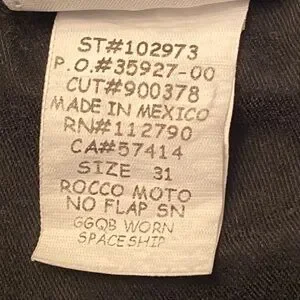 ST#102973
P.O.#35927-00
CUT#900378
MADE IN MEXICO
RN#112790
CA#57414
SIZE 31
ROCCO MOTO
NO FLAP SN
GGQB WORN
SPACESHIP